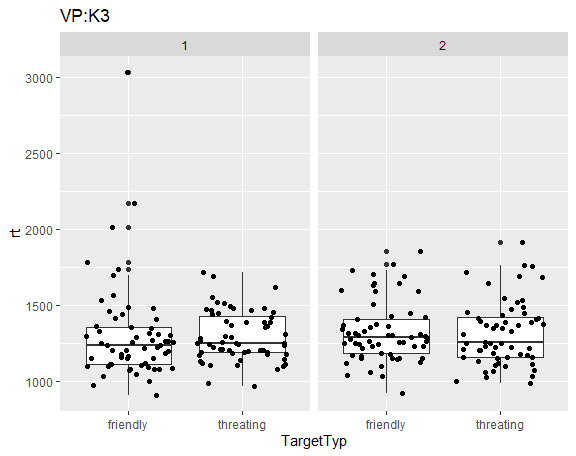 VP:K3
1
2
rt
3000
2500
2000
1500
1000
friendly
threating
friendly
threating
TargetTyp